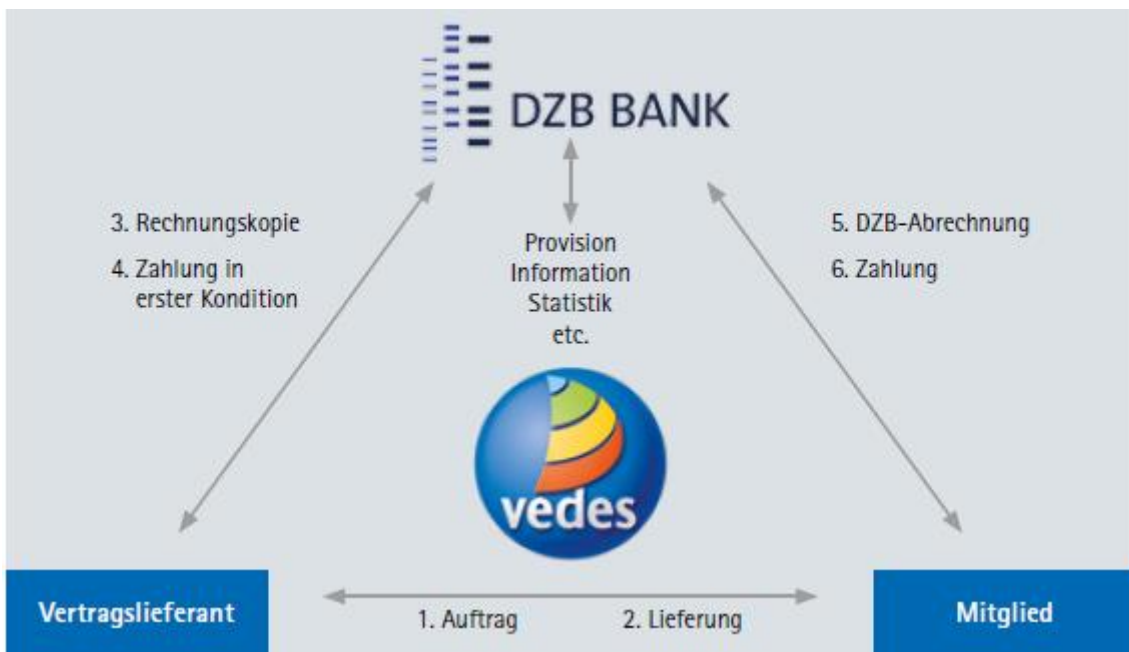 DZB BANK
3. Rechnungskopie
4. Zahlung in
erster Kondition
Provision
Information
Statistik
etc.
5. DZB-Abrechnung
6. Zahlung
vedes
Vertragslieferant
1. Auftrag
2. Lieferung
Mitglied